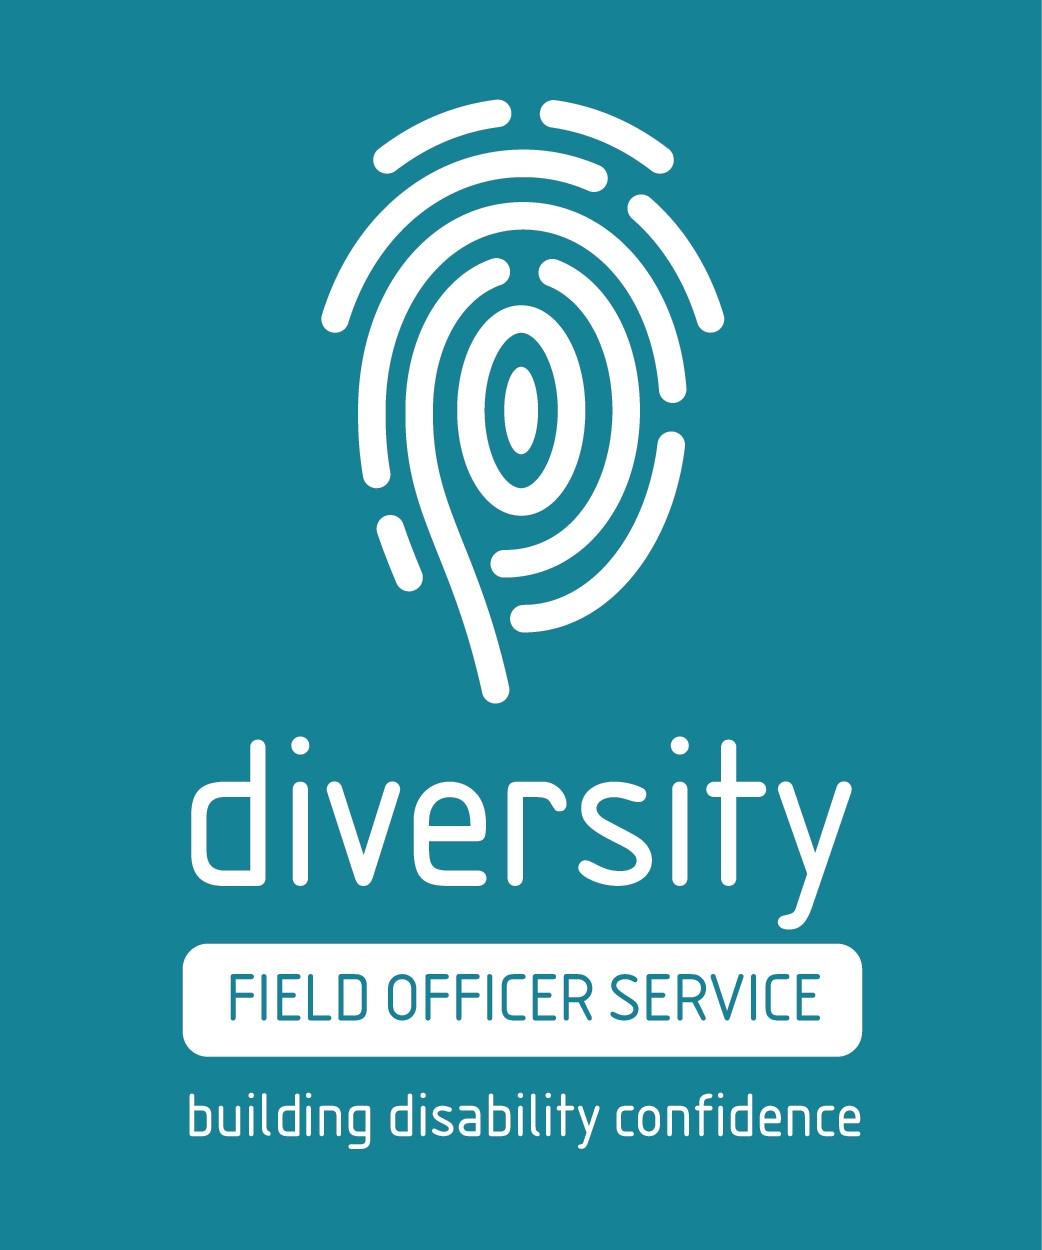 diversity
FIELD OFFICER SERVICE
building disability confidence